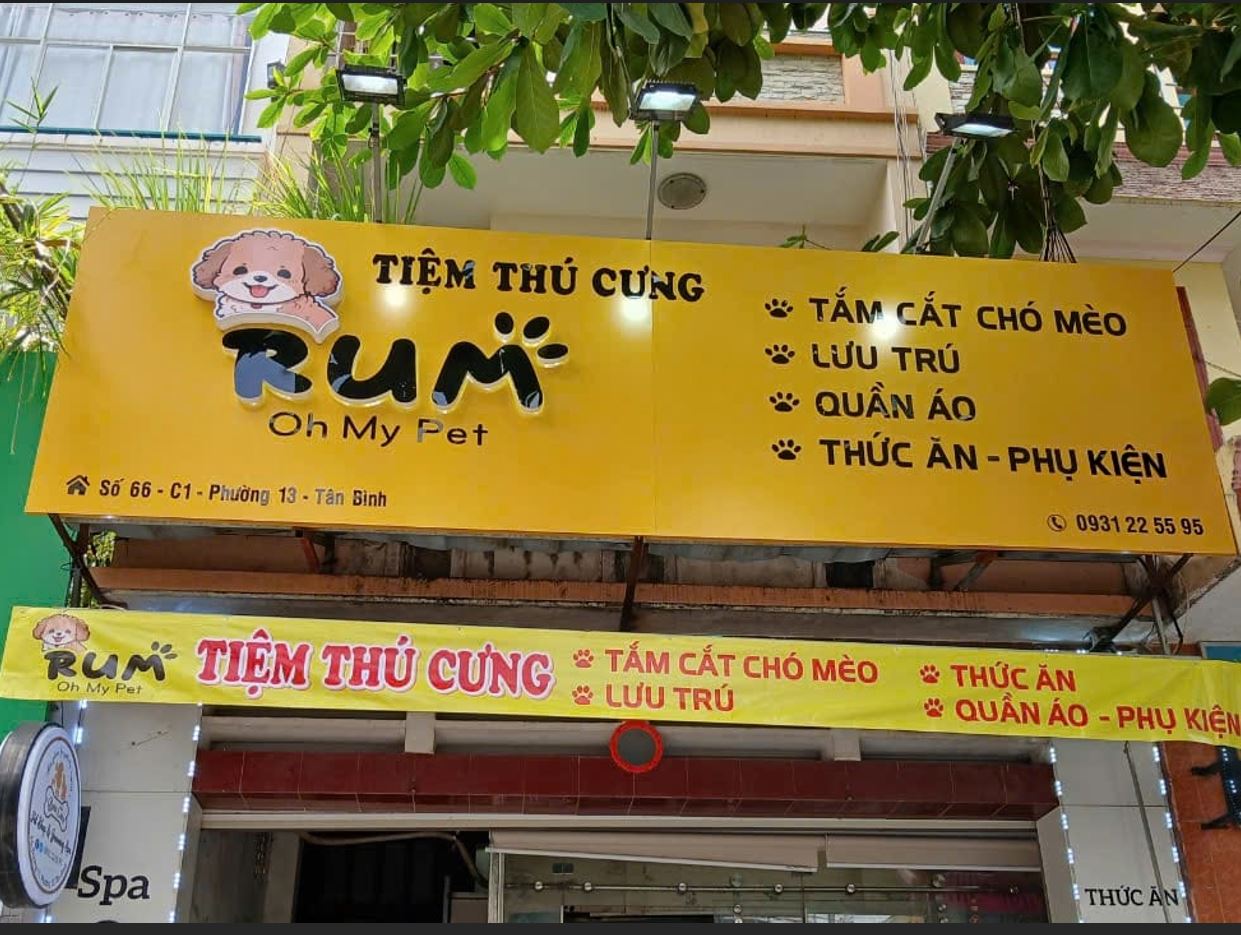 TIỆM THÚ CƯNG
RUM
Oh My Pet
Số 66 - C1 - Phường 13 - Tân Bình
TẮM CẮT CHÓ MÈO
LƯU TRÚ
QUẦN ÁO
THỨC ĂN - PHỤ KIỆN
0931 22 55 95
RUM
Oh My Pet
TIỆM THÚ CƯNG
TẮM CẮT CHÓ MÈO
LƯU TRÚ
THỨC ĂN
QUẦN ÁO - PHỤ KIỆN
Spa
THỨC ĂN